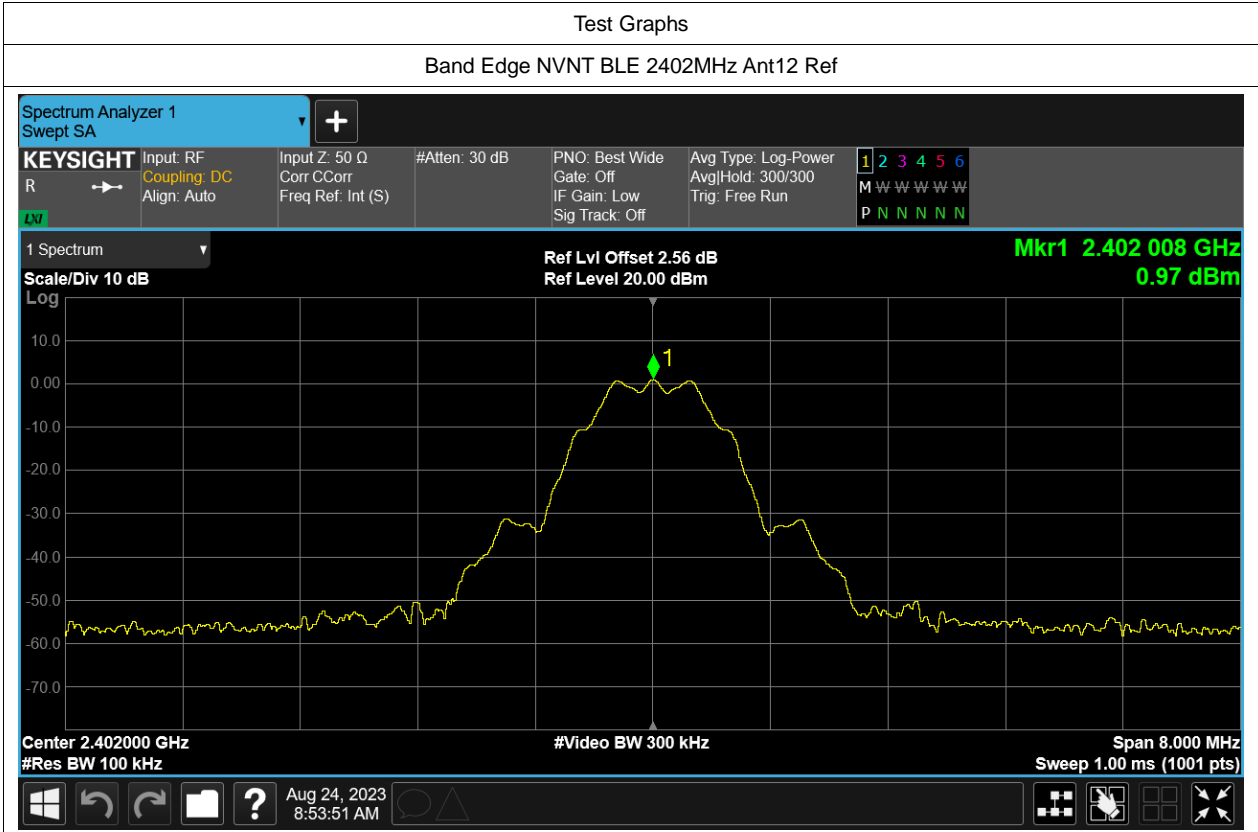 Test Graphs
Band Edge NVNT BLE 2402MHz Ant12 Ref
Spectrum Analyzer 1
Swept SA
+
KEYSIGHT
R
LXI
Input: RF
Coupling: DC
Align: Auto
Input Z: 50 Ω
Corr CCorr
Freq Ref: Int (S)
#Atten: 30 dB
PNO: Best Wide
Gate: Off
IF Gain: Low
Sig Track: Off
Avg Type: Log-Power
Avg|Hold: 300/300
Trig: Free Run
1 2 3 4 5 6
M W W W W W W
P N N N N N
1 Spectrum
Scale/Div 10 dB
Log
Ref Lvl Offset 2.56 dB
Ref Level 20.00 dBm
Mkr1 2.402 008 GHz
0.97 dBm
1
10.0
0.00
-10.0
-20.0
-30.0
-40.0
-50.0
-60.0
-70.0
Center 2.402000 GHz
#Res BW 100 kHz
#Video BW 300 kHz
Span 8.000 MHz
Sweep 1.00 ms (1001 pts)
?
Aug 24, 2023
8:53:51 AM